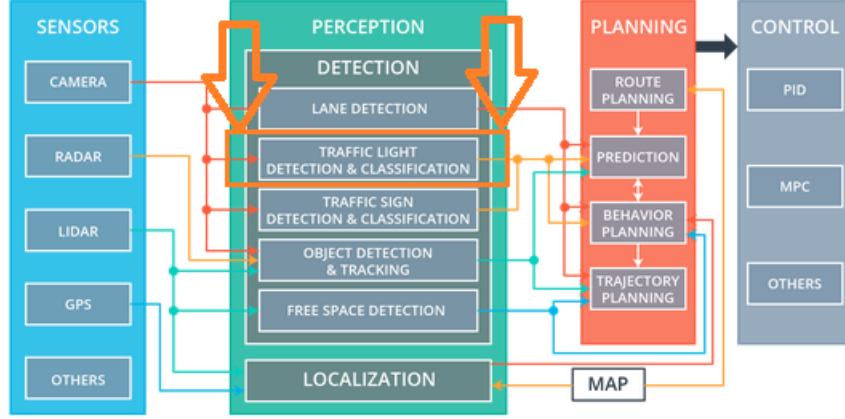 SENSORS
CAMERA
RADAR
LIDAR
GPS
OTHERS
PERCEPTION
DETECTION
LANE DETECTION
TRAFFIC LIGHT
DETECTION & CLASSIFICATION
TRAFFIC SIGN
DETECTION & CLASSIFICATION
OBJECT DETECTION
& TRACKING
FREE SPACE DETECTION
LOCALIZATION
PLANNING
ROUTE
PLANNING
PREDICTION
BEHAVIOR
PLANNING
TRAJECTORY
PLANNING
MAP
CONTROL
PID
MPC
OTHERS